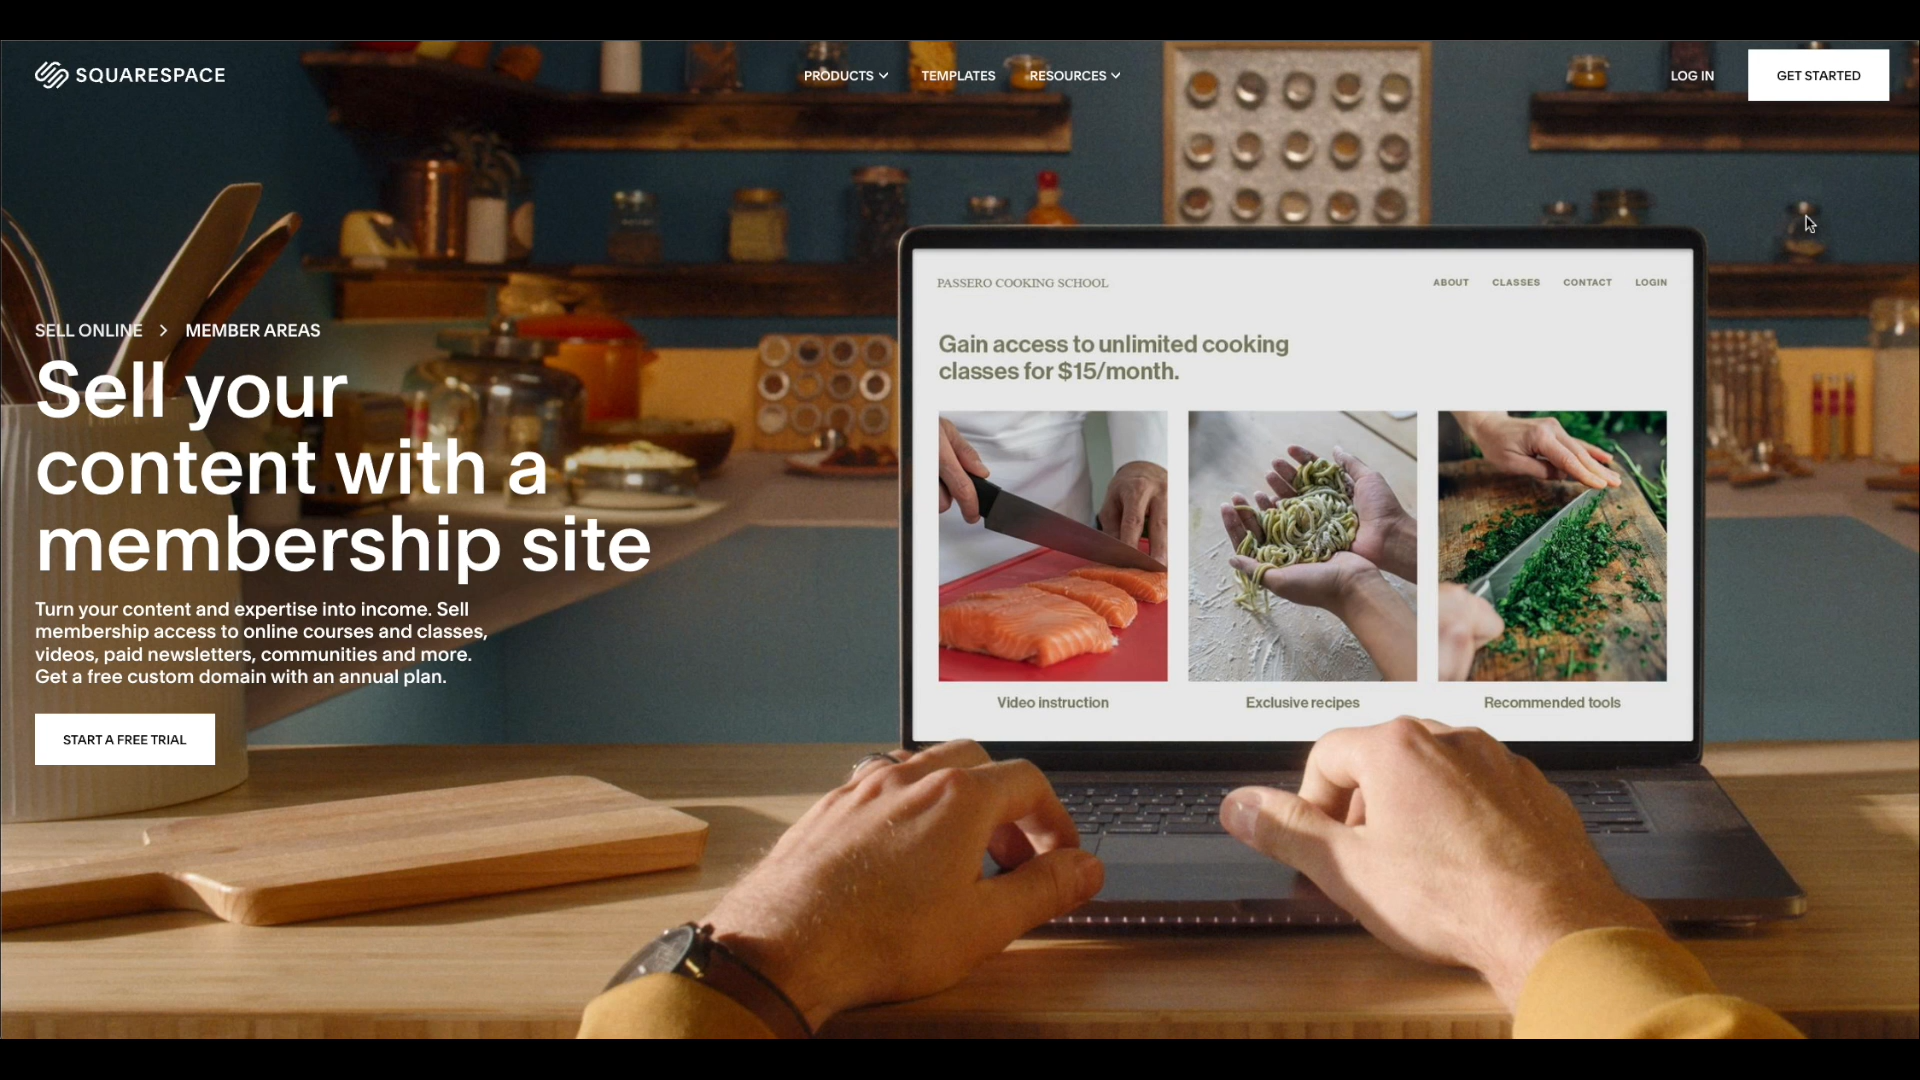 SQUARESPACE
PRODUCTS
TEMPLATES
RESOURCES
LOG IN
GET STARTED
SELL ONLINE
MEMBER AREAS
Sell your
content with a
membership site
Turn your content and expertise into income. Sell
membership access to online courses and classes,
videos, paid newsletters, communities and more.
Get a free custom domain with an annual plan.
START A FREE TRIAL
PASSERO COOKING SCHOOL
ABOUT
CLASSES
CONTACT
LOGIN
Gain access to unlimited cooking
classes for $15/month.
Video instruction
Exclusive recipes
Recommended tools